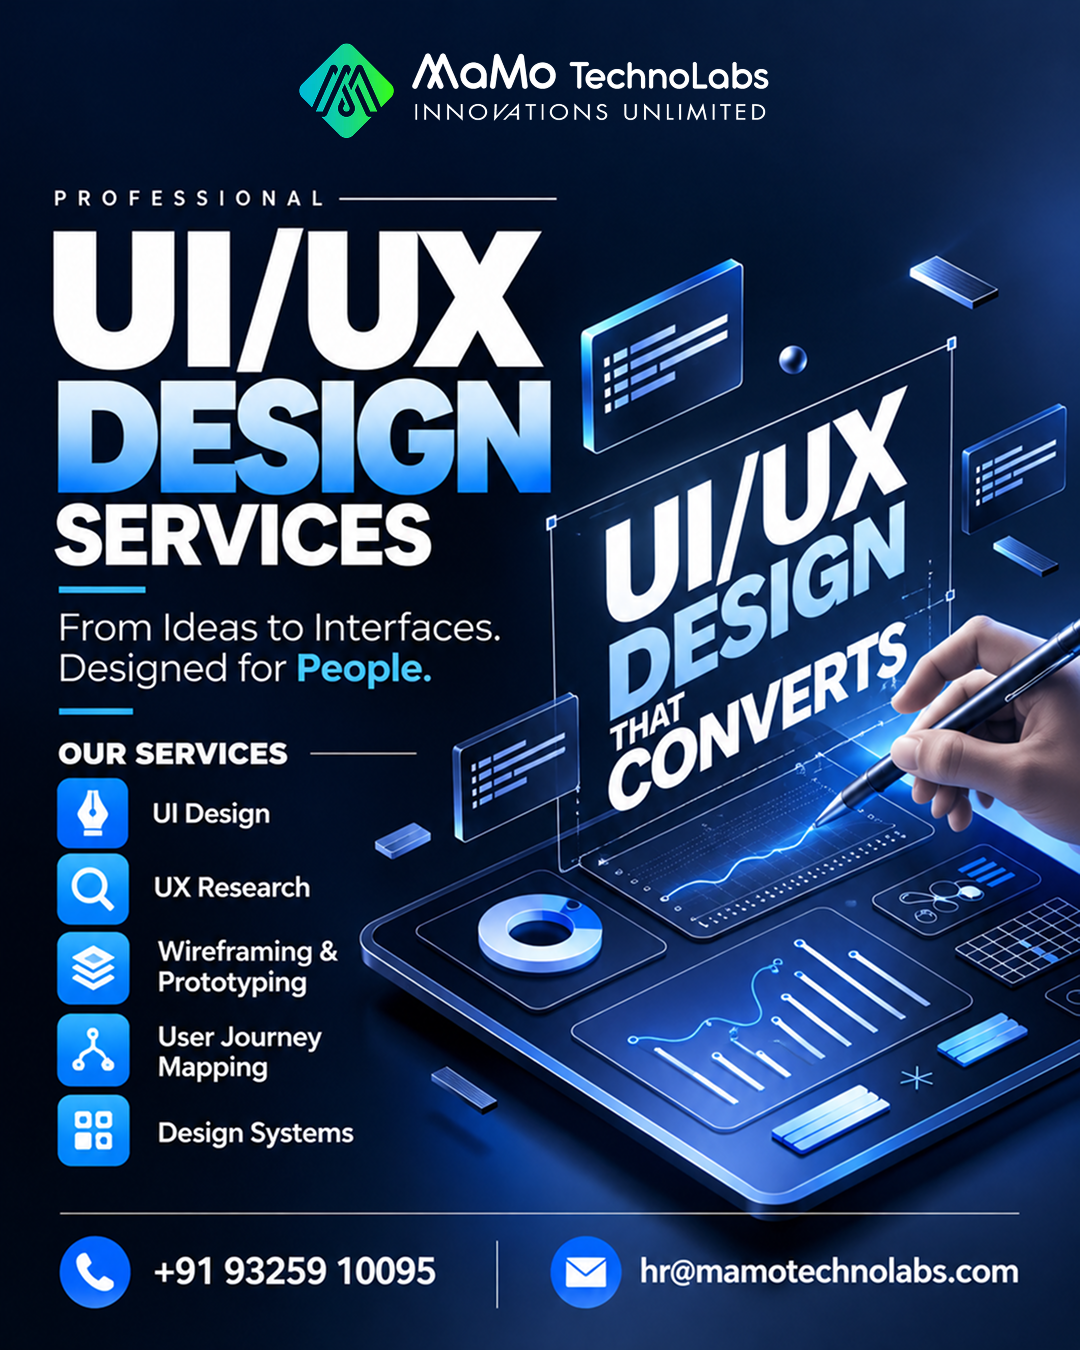 MaMo TechnoLabs
INNOVATIONS UNLIMITED
PROFESSIONAL
UI/UX
DESIGN
SERVICES
From Ideas to Interfaces.
Designed for People.
OUR SERVICES
UI Design
UX Research
Wireframing &
Prototyping
User Journey
Mapping
Design Systems
UI/UX
DESIGN
THAT
CONVERTS
+91 93259 10095
hr@mamotechnolabs.com